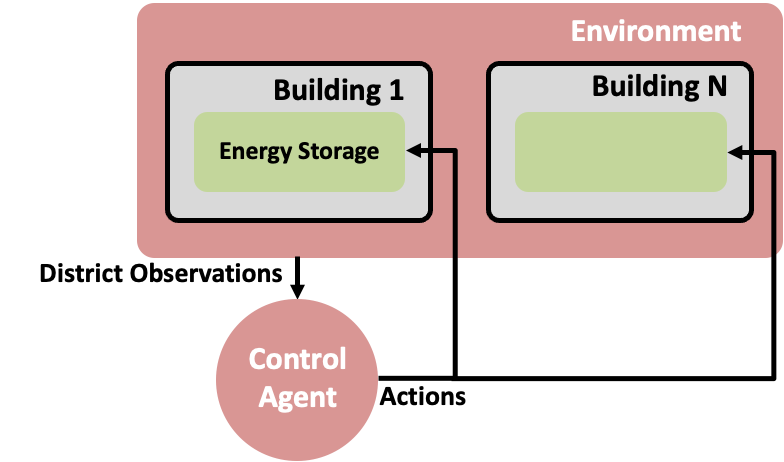 Environment
Building 1
Building N
Energy Storage
District Observations
Control
Agent
Actions